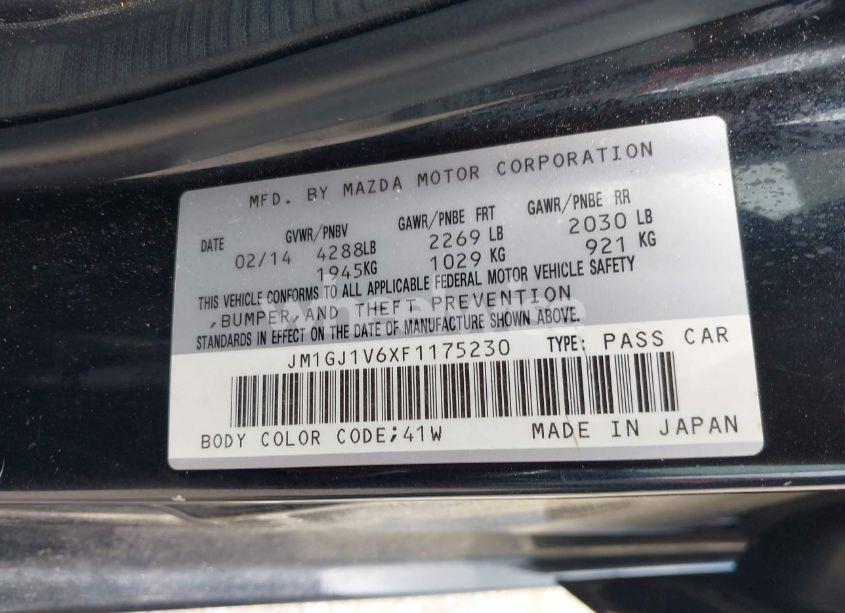 MFD. BY MAZDA MOTOR CORPORATION
DATE GVWR/PNBV GAWR/PNBE FRT GAWR/PNBE RR
02/14 4288LB 2269 LB 2030 LB
1945KG 1029 KG 921 KG
THIS VEHICLE CONFORMS TO ALL APPLICABLE FEDERAL MOTOR VEHICLE SAFETY
,BUMPER,AND THEFT PREVENTION
STANDARDS IN EFFECT ON THE DATE OF MANUFACTURE SHOWN ABOVE.
JM1GJ1V6XF1175230 TYPE: PASS CAR
BODY COLOR CODE;41W MADE IN JAPAN